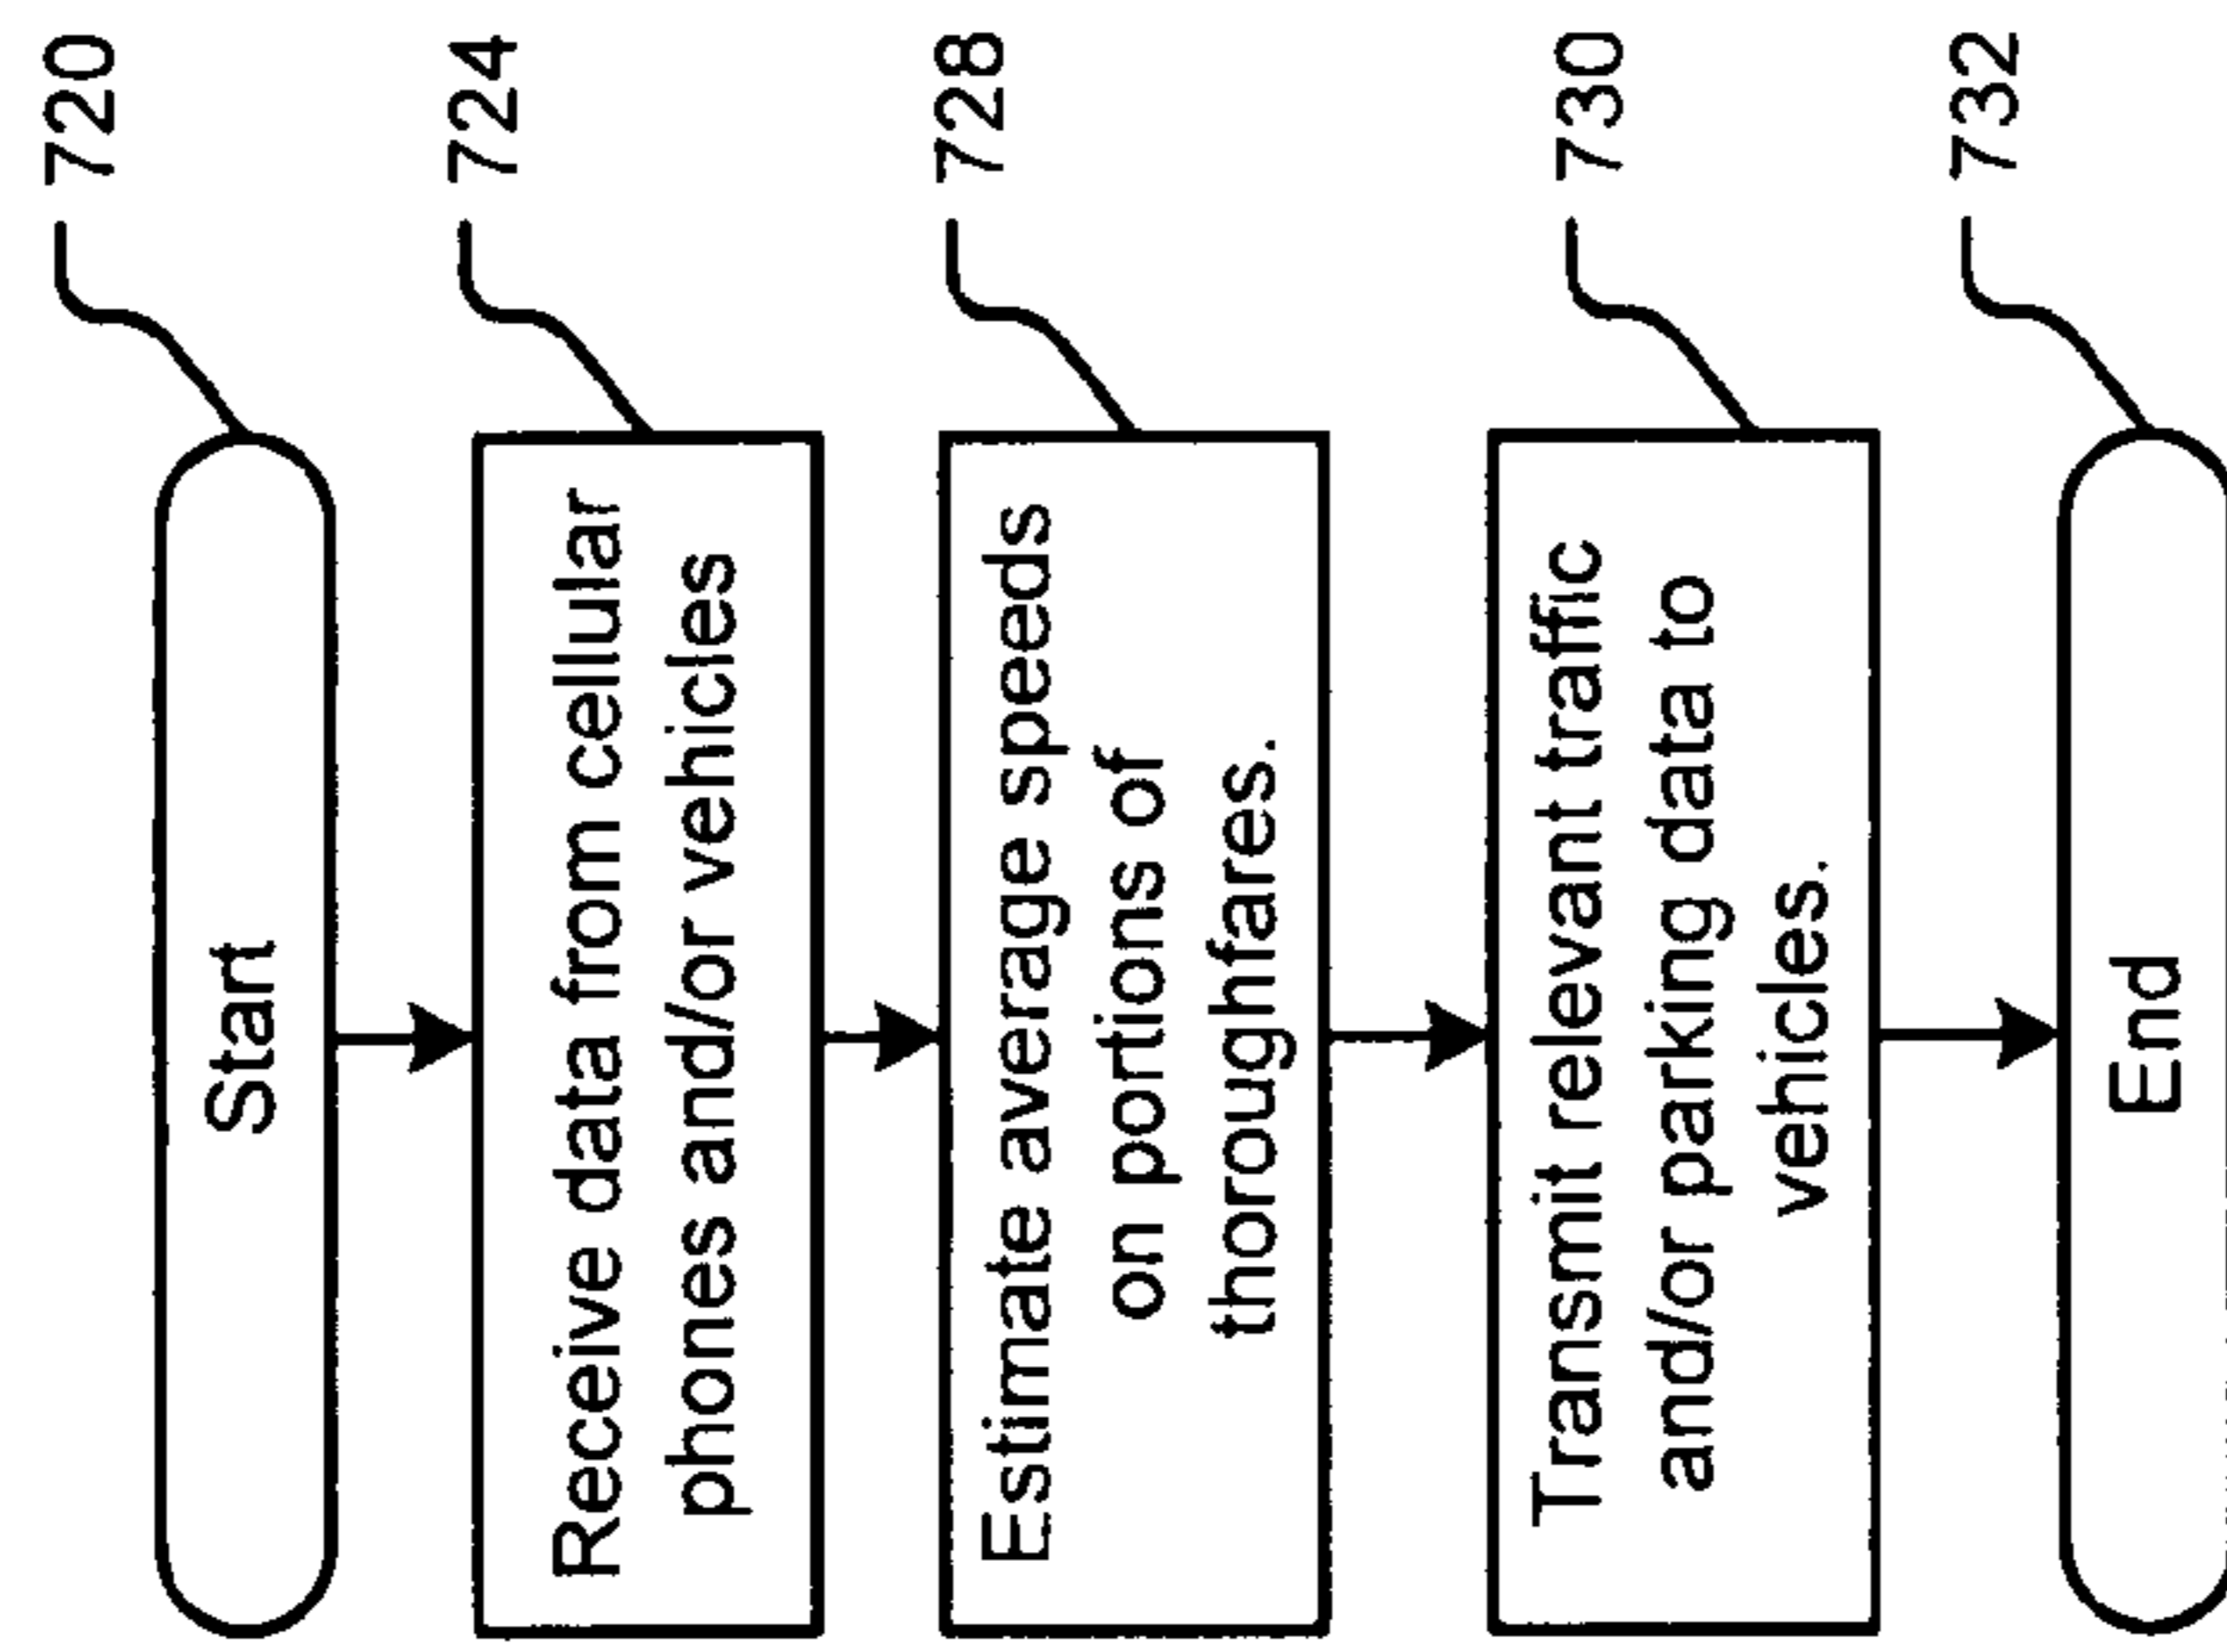 Start
720
Receive data from cellular
phones and/or vehicles
724
Estimate average speeds
on portions of
thoroughfares.
728
Transmit relevant traffic
and/or parking data to
vehicles.
730
End
732